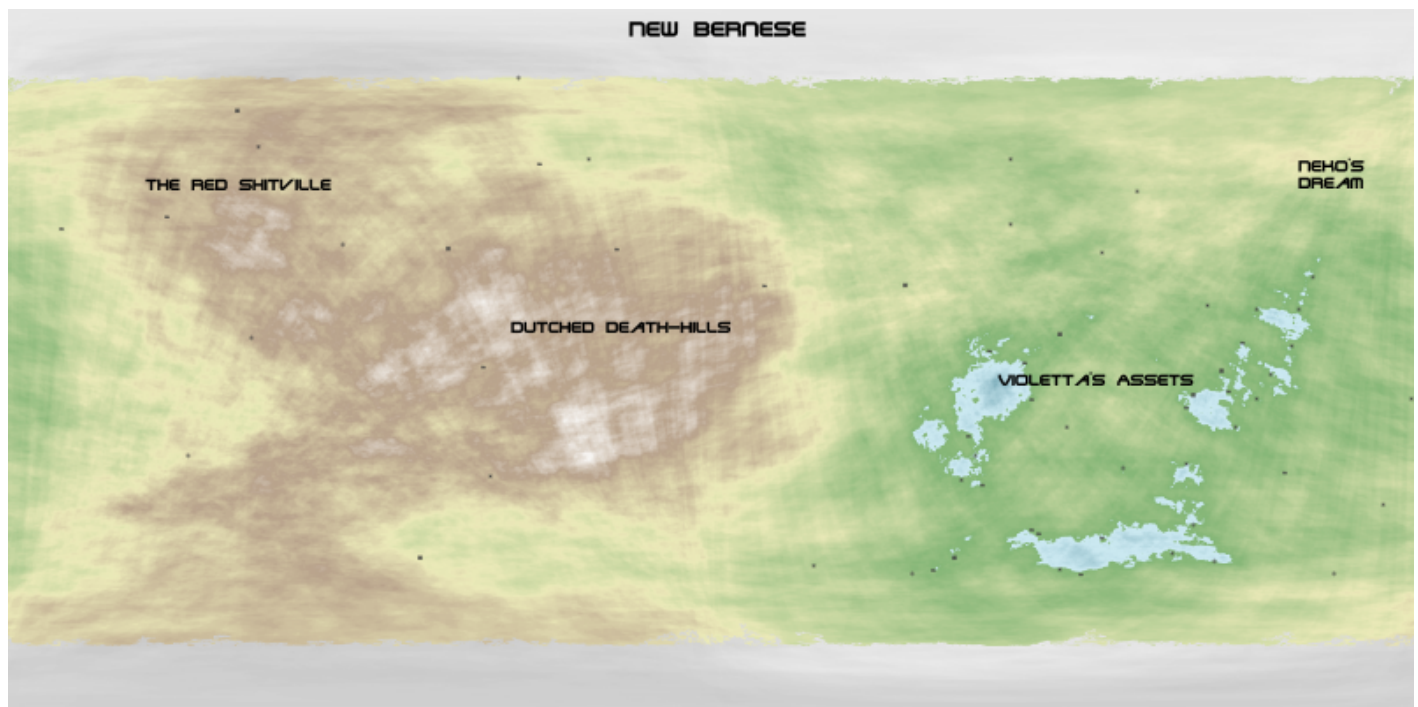 NEW BERNESE
NEKO'S
DREAM
THE RED SHITVILLE
DUTCHED DEATH-HILLS
VIOLETTA'S ASSETS